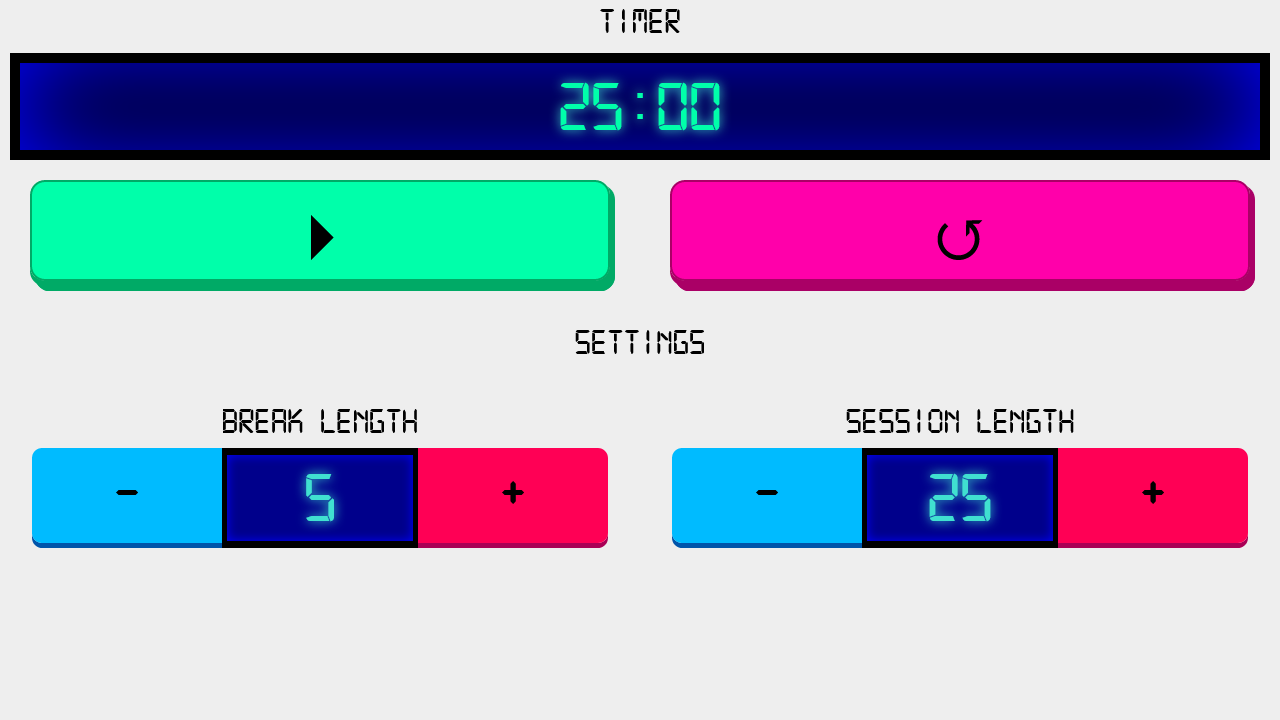 TIMER
25:00
SETTINGS
BREAK LENGTH
SESSION LENGTH
- 5 +
- 25 +